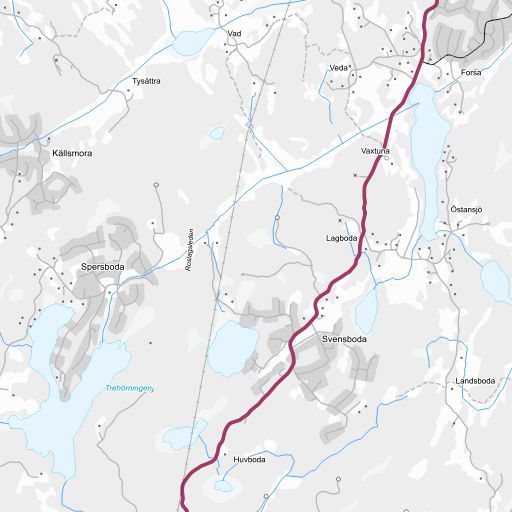 Vad
Veda
Forsa
Tysättra
Källsmora
Vaxtuna
Östansjö
Roslagsleden
Lagboda
Spersboda
Svensboda
Trehörningen
Landsboda
Huvboda